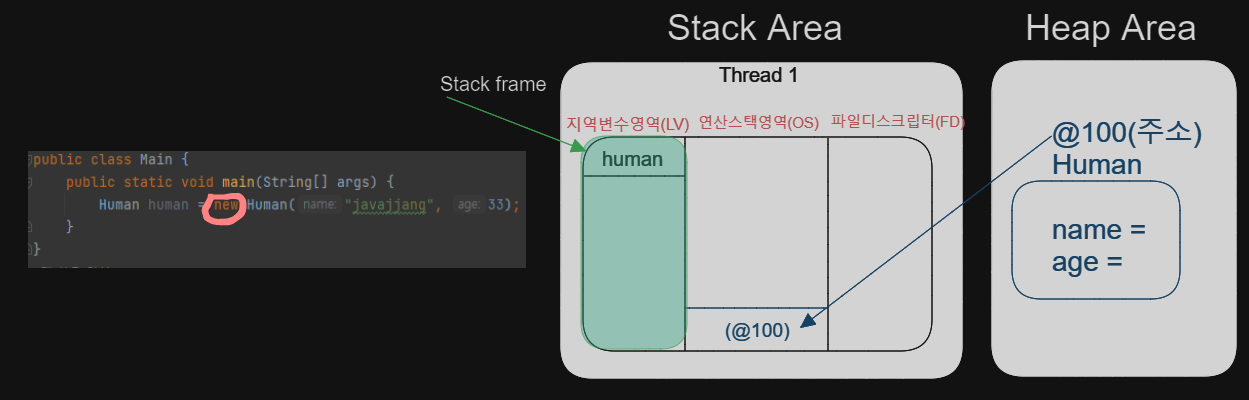 Stack Area
Heap Area
Stack frame
Thread 1
지역변수영역(LV)
연산스택영역(OS)
파일디스크립터(FD)
human
(@100)
@100(주소)
Human
name =
age =
public class Main {
public static void main(String[] args) {
Human human = new Human( name: "javajjang", age: 33);
}
}